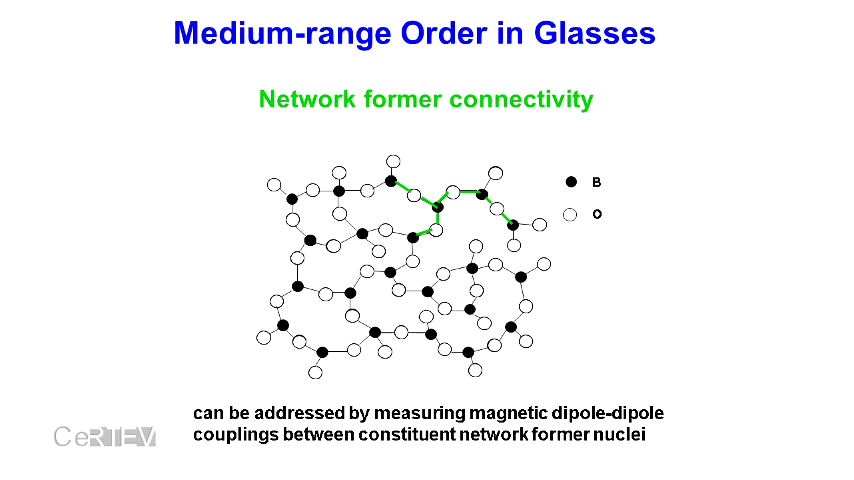 Medium-range Order in Glasses
Network former connectivity
B
O
can be addressed by measuring magnetic dipole-dipole
couplings between constituent network former nuclei
CeRTEV